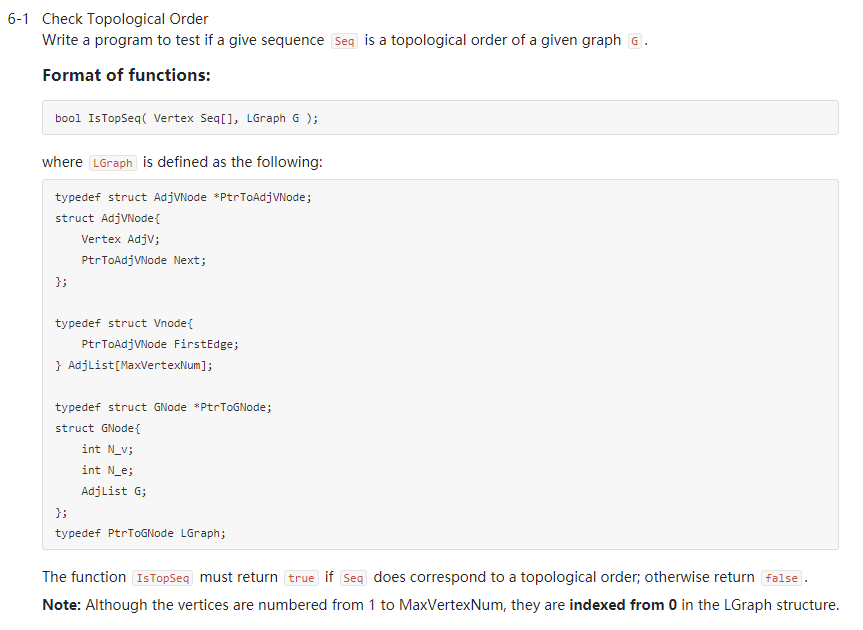 6-1 Check Topological Order
Write a program to test if a give sequence Seq is a topological order of a given graph G .
Format of functions:
bool IsTopSeq( Vertex Seq[], LGraph G );
where LGraph is defined as the following:
typedef struct AdjVNode *PtrToAdjVNode;
struct AdjVNode{
    Vertex AdjV;
    PtrToAdjVNode Next;
};
typedef struct Vnode{
    PtrToAdjVNode FirstEdge;
} AdjList[MaxVertexNum];
typedef struct GNode *PtrToGNode;
struct GNode{
    int N_v;
    int N_e;
    AdjList G;
};
typedef PtrToGNode LGraph;
The function IsTopSeq must return true if Seq does correspond to a topological order; otherwise return false .
Note: Although the vertices are numbered from 1 to MaxVertexNum, they are indexed from 0 in the LGraph structure.